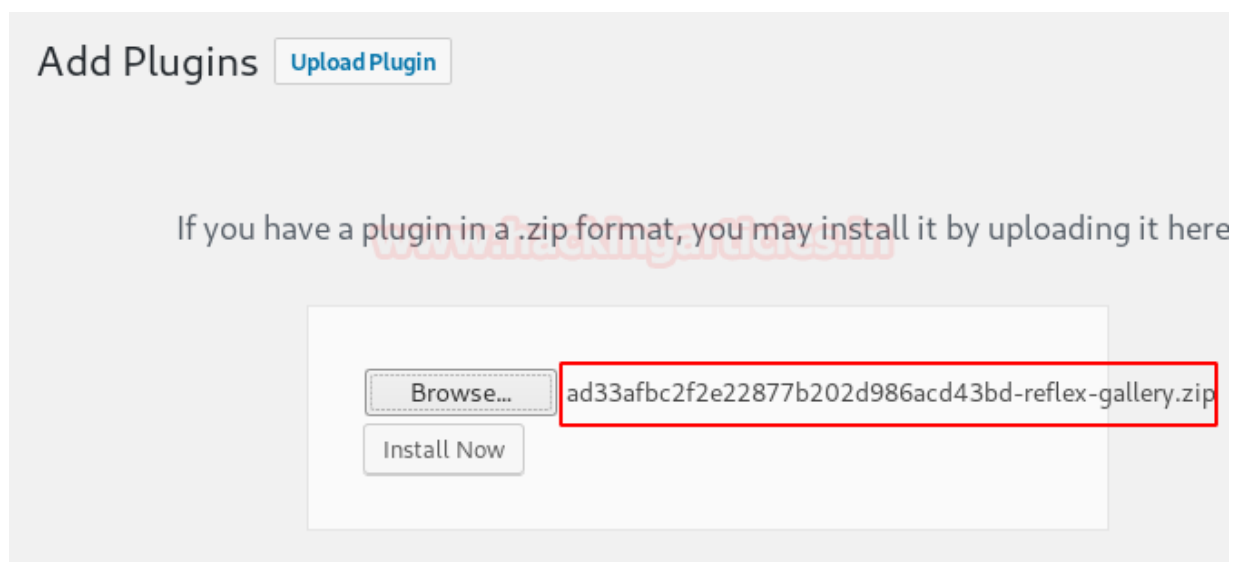 Add Plugins Upload Plugin
If you have a plugin in a .zip format, you may install it by uploading it here
www.hackingarticles.in
Browse... ad33afbc2f2e22877b202d986acd43bd-reflex-gallery.zip
Install Now